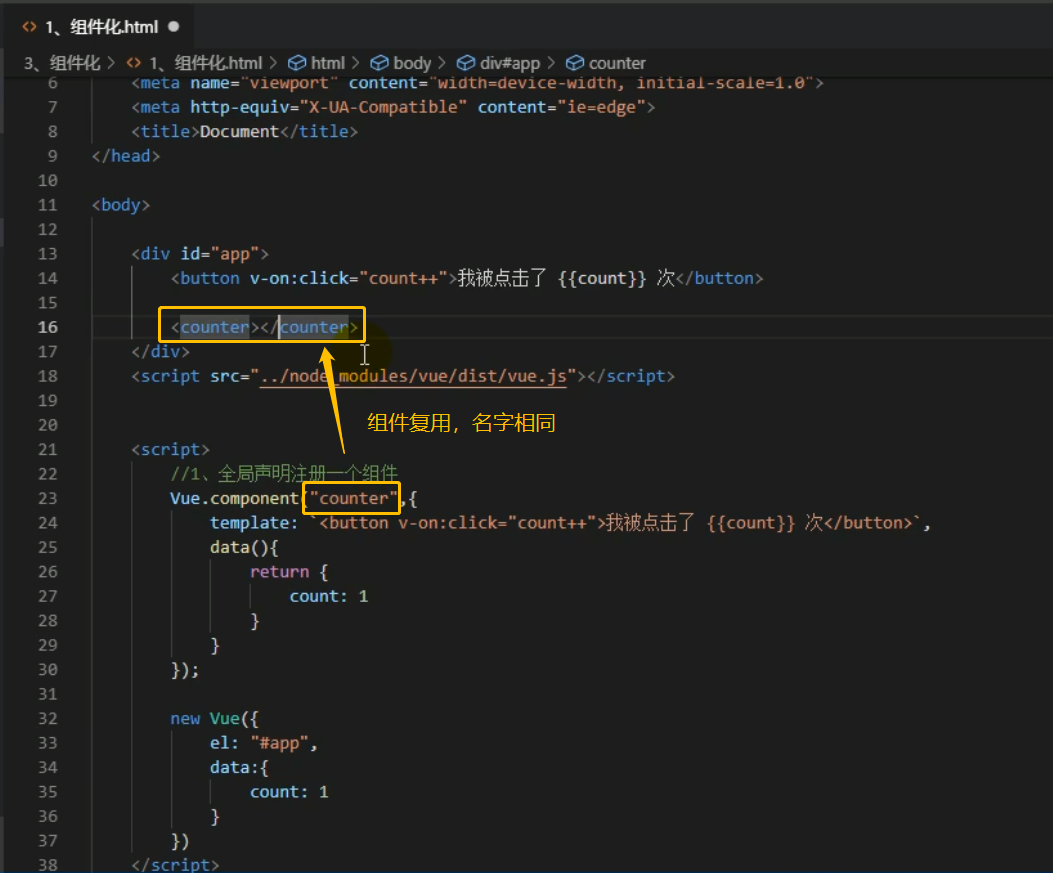 1、组件化.html
3、组件化 > 1、组件化.html > html > body > div#app > counter
6 <meta name="viewport" content="width=device-width, initial-scale=1.0">
7 <meta http-equiv="X-UA-Compatible" content="ie=edge">
8 <title>Document</title>
9 </head>
10
11 <body>
12
13 <div id="app">
14 <button v-on:click="count++">我被点击了 {{count}} 次</button>
15
16 <counter></counter>
17 </div>
18 <script src="../node_modules/vue/dist/vue.js"></script>
19
组件复用，名字相同
20
21 <script>
22 //1、全局声明注册一个组件
23 Vue.component("counter",{
24 template: `<button v-on:click="count++">我被点击了 {{count}} 次</button>`,
25 data(){
26 return {
27 count: 1
28 }
29 }
30 });
31
32 new Vue({
33 el: "#app",
34 data:{
35 count: 1
36 }
37 })
38 </script>